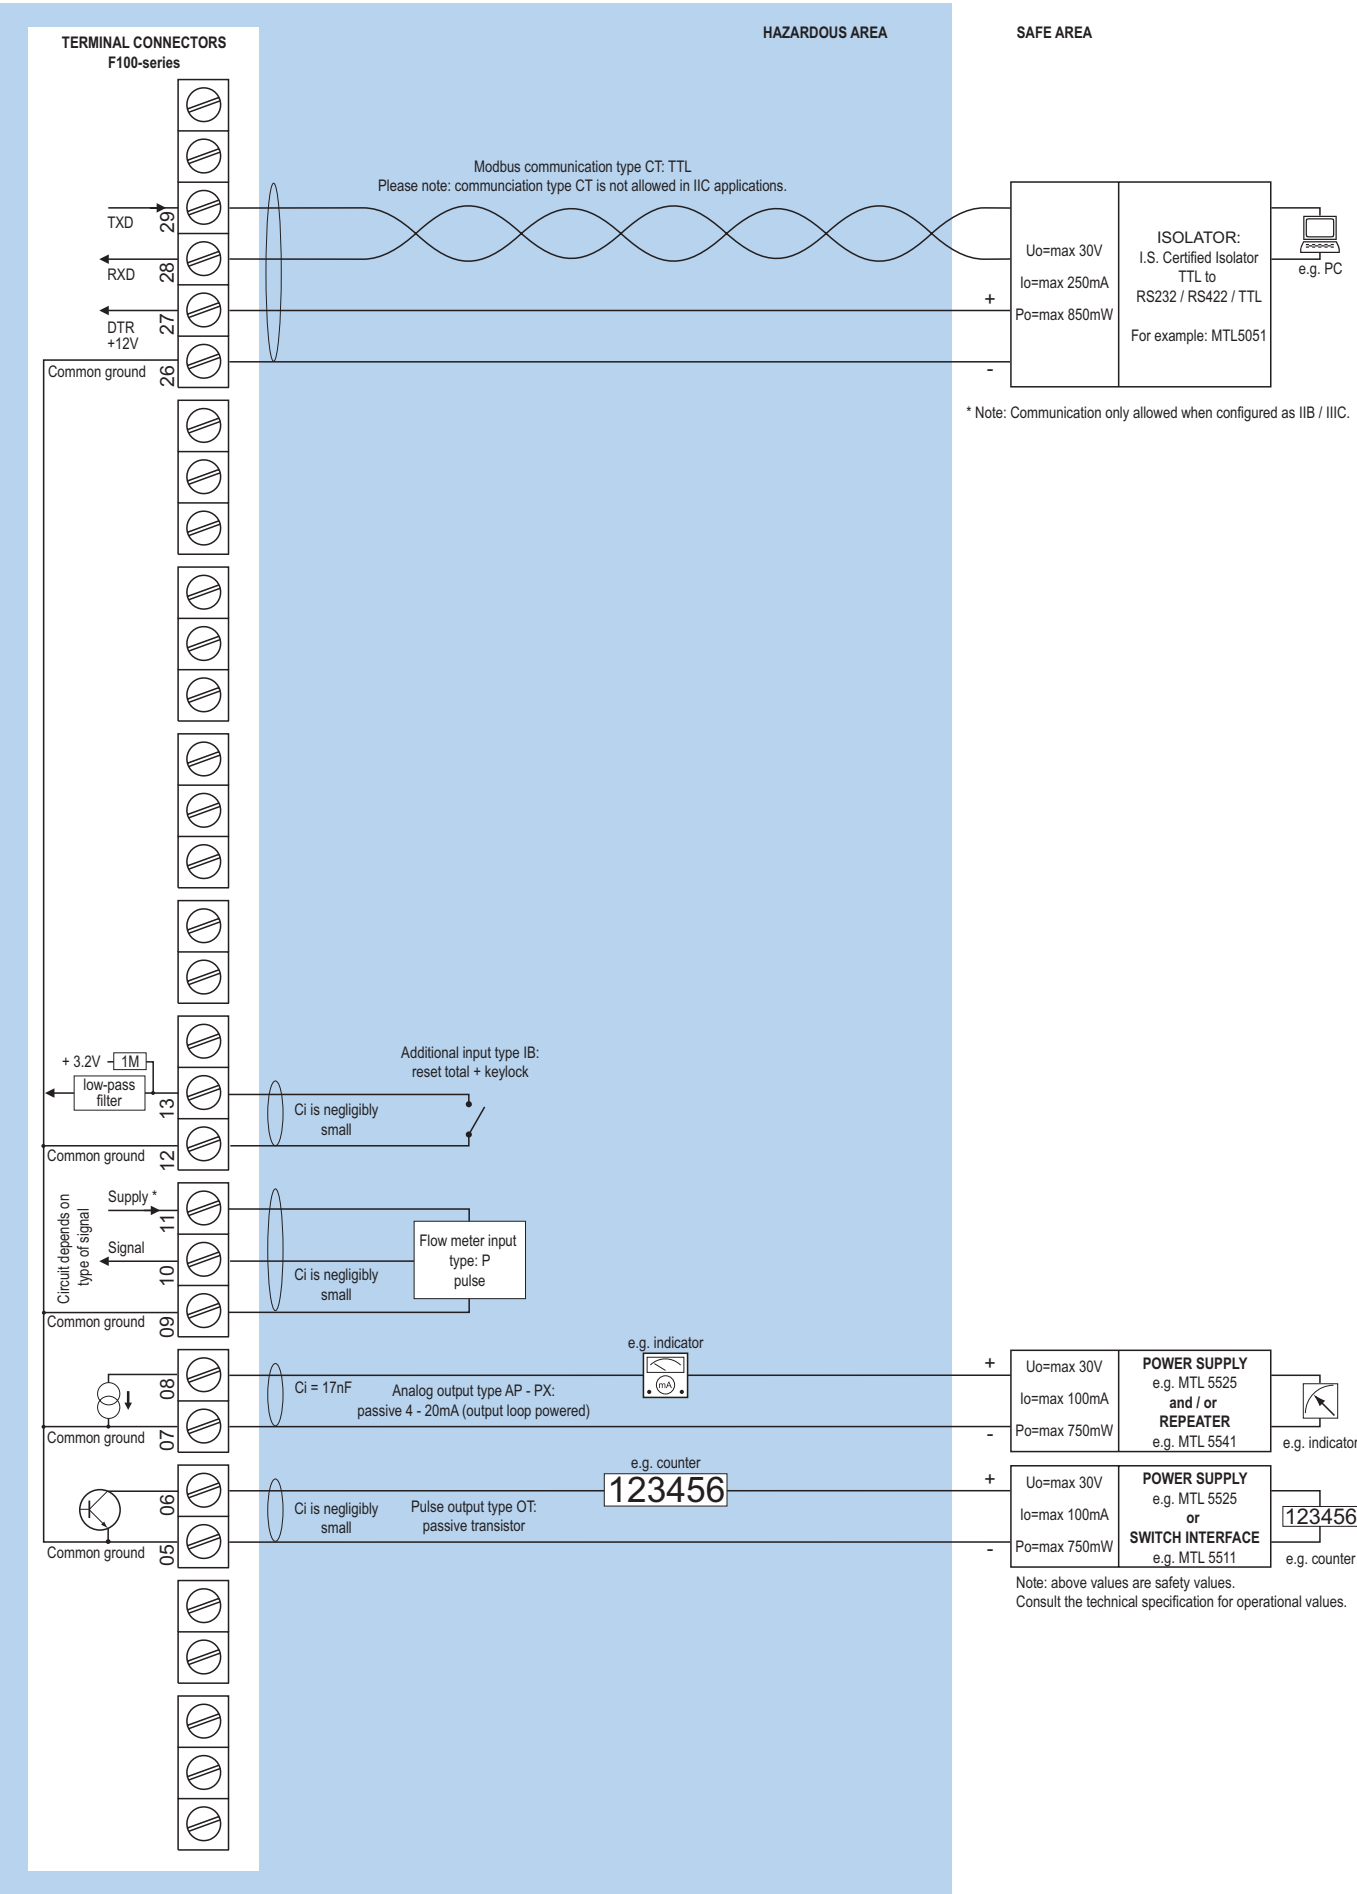 HAZARDOUS AREA
SAFE AREA
TERMINAL CONNECTORS
F100-series
Modbus communication type CT: TTL
Please note: communciation type CT is not allowed in IIC applications.
TXD
29
RXD
28
DTR
+12V
27
Common ground
26
+
-
Uo=max 30V
Io=max 250mA
Po=max 850mW
ISOLATOR:
I.S. Certified Isolator
TTL to
RS232 / RS422 / TTL
For example: MTL5051
e.g. PC
* Note: Communication only allowed when configured as IIB / IIIC.
+ 3.2V
1M
low-pass
filter
13
Common ground
12
Ci is negligibly
small
Additional input type IB:
reset total + keylock
Circuit depends on
type of signal
Supply *
11
Signal
10
Common ground
09
Ci is negligibly
small
Flow meter input
type: P
pulse
08
Common ground
07
Ci = 17nF
Analog output type AP - PX:
passive 4 - 20mA (output loop powered)
e.g. indicator
mA
+
-
Uo=max 30V
Io=max 100mA
Po=max 750mW
POWER SUPPLY
e.g. MTL 5525
and / or
REPEATER
e.g. MTL 5541
e.g. indicator
06
Common ground
05
Ci is negligibly
small
Pulse output type OT:
passive transistor
e.g. counter
123456
+
-
Uo=max 30V
Io=max 100mA
Po=max 750mW
POWER SUPPLY
e.g. MTL 5525
or
SWITCH INTERFACE
e.g. MTL 5511
123456
e.g. counter
Note: above values are safety values.
Consult the technical specification for operational values.